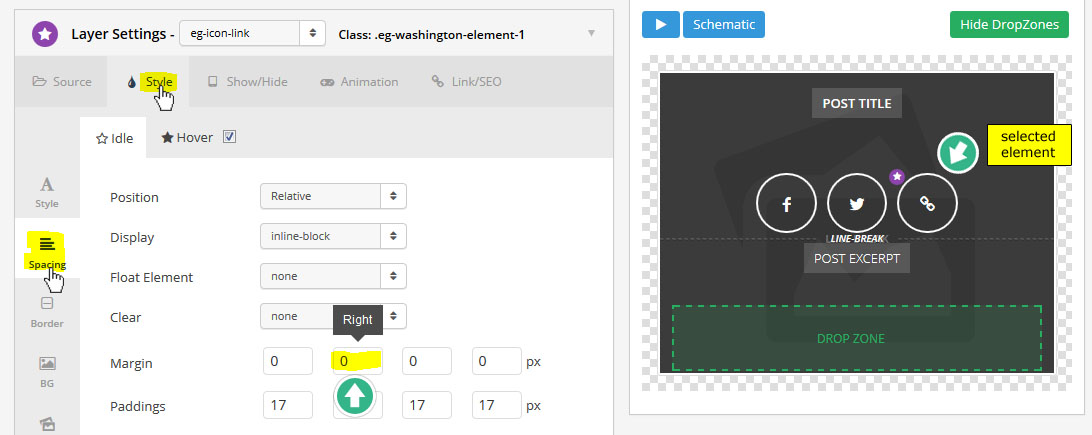 Layer Settings - eg-icon-link Class: .eg-washington-element-1
Source Style Show/Hide Animation Link/SEO
Idle Hover
Style
Spacing
Border
BG
Position Relative
Display inline-block
Float Element none
Clear none
Right
Margin 0 0 0 0 px
Paddings 17 17 17 px
Schematic Hide DropZones
POST TITLE
selected
element
LINE-BREAK
POST EXCERPT
DROP ZONE